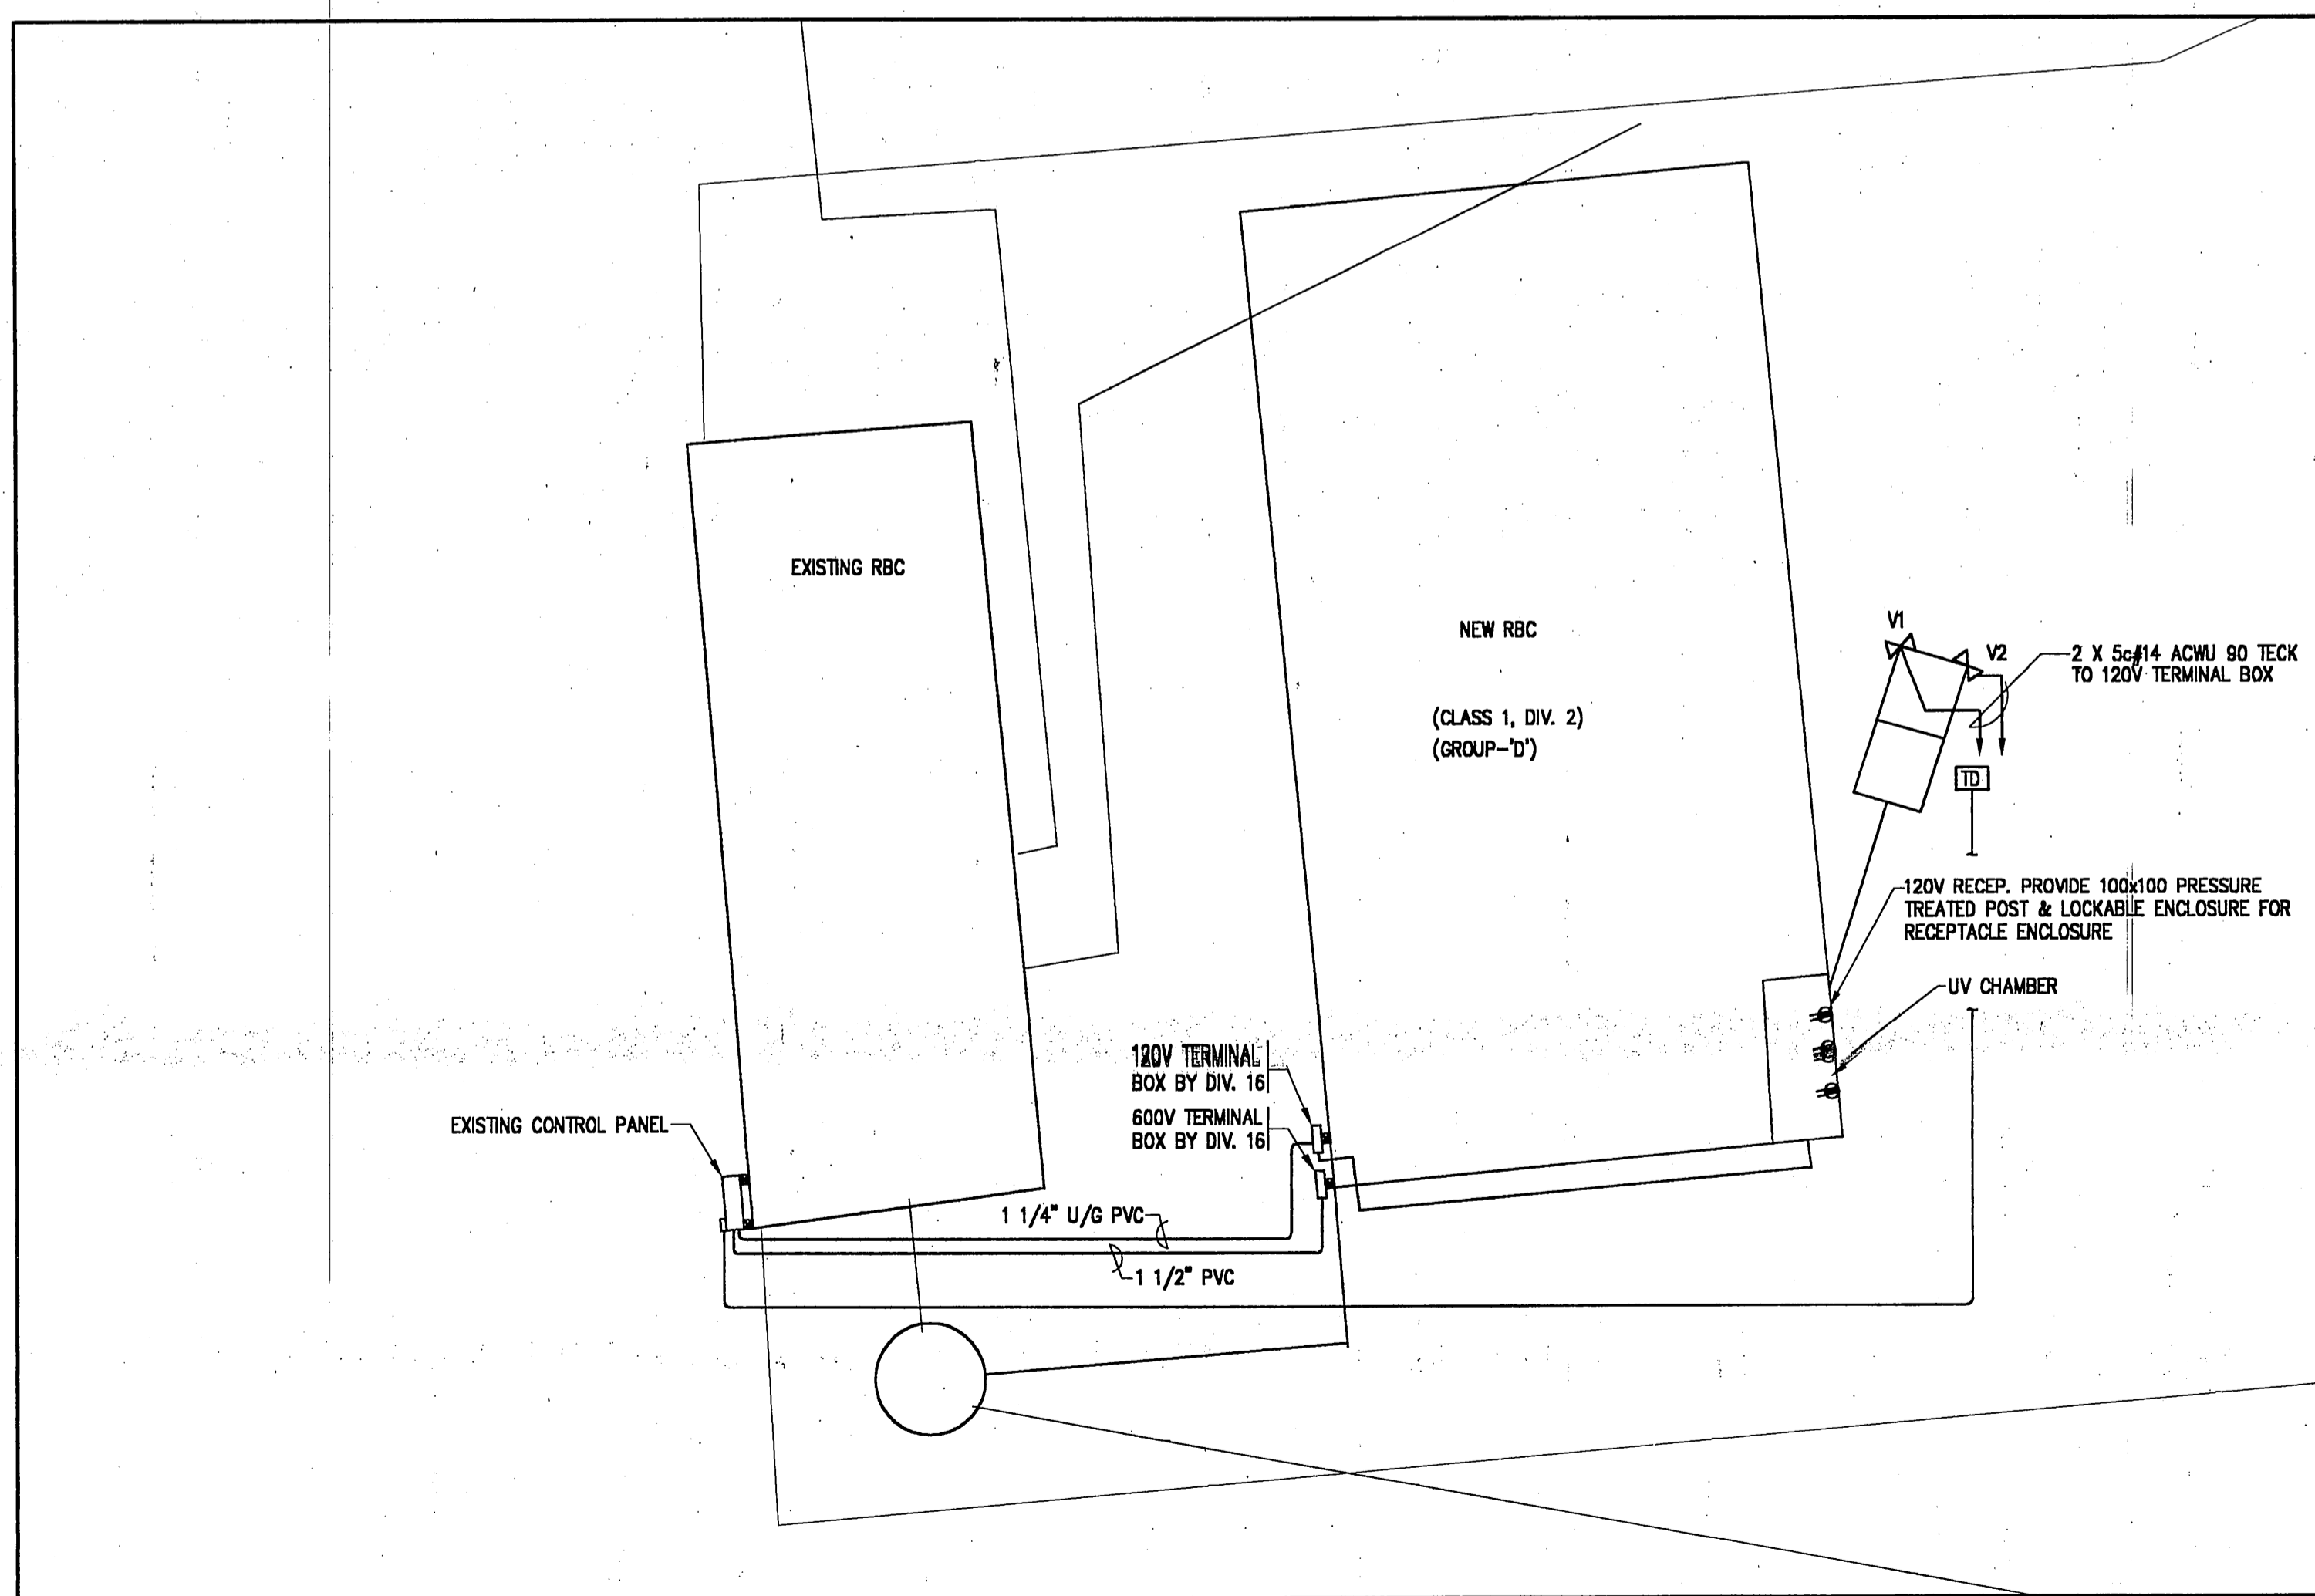 EXISTING RBC
NEW RBC
(CLASS 1, DIV. 2)
(GROUP-'D')
V1
V2
2 X 5c#14 ACWU 90 TECK
TO 120V TERMINAL BOX
TD
120V RECEP. PROVIDE 100x100 PRESSURE
TREATED POST & LOCKABLE ENCLOSURE FOR
RECEPTACLE ENCLOSURE
UV CHAMBER
120V TERMINAL
BOX BY DIV. 16
600V TERMINAL
BOX BY DIV. 16
EXISTING CONTROL PANEL
1 1/4" U/G PVC
1 1/2" PVC